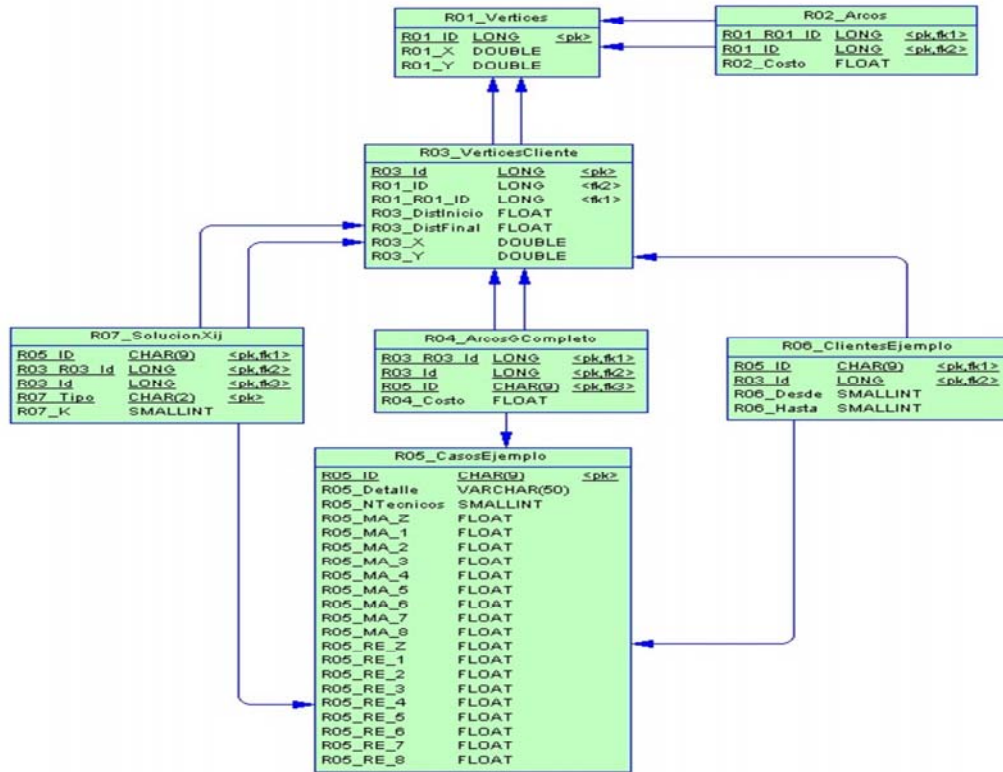 R01_Vertices
R01_ID LONG <pk>
R01_X DOUBLE
R01_Y DOUBLE
R02_Arcos
R01_R01_ID LONG <pk,fk1>
R01_ID LONG <pk,fk2>
R02_Costo FLOAT
R03_VerticesCliente
R03_Id LONG <pk>
R01_ID LONG <fk2>
R01_R01_ID LONG <fk1>
R03_DistInicio FLOAT
R03_DistFinal FLOAT
R03_X DOUBLE
R03_Y DOUBLE
R07_SolucionXij
R05_ID CHAR(9) <pk,fk1>
R03_R03_Id LONG <pk,fk2>
R03_Id LONG <pk,fk3>
R07_Tipo CHAR(2) <pk>
R07_K SMALLINT
R04_ArcosGCompleto
R03_R03_Id LONG <pk,fk1>
R03_Id LONG <pk,fk2>
R05_ID CHAR(9) <pk,fk3>
R04_Costo FLOAT
R06_ClientesEjemplo
R05_ID CHAR(9) <pk,fk1>
R03_Id LONG <pk,fk2>
R06_Desde SMALLINT
R06_Hasta SMALLINT
R05_CasosEjemplo
R05_ID CHAR(9) <pk>
R05_Detalle VARCHAR(50)
R05_NTecnicos SMALLINT
R05_MA_Z FLOAT
R05_MA_1 FLOAT
R05_MA_2 FLOAT
R05_MA_3 FLOAT
R05_MA_4 FLOAT
R05_MA_5 FLOAT
R05_MA_6 FLOAT
R05_MA_7 FLOAT
R05_MA_8 FLOAT
R05_RE_Z FLOAT
R05_RE_1 FLOAT
R05_RE_2 FLOAT
R05_RE_3 FLOAT
R05_RE_4 FLOAT
R05_RE_5 FLOAT
R05_RE_6 FLOAT
R05_RE_7 FLOAT
R05_RE_8 FLOAT